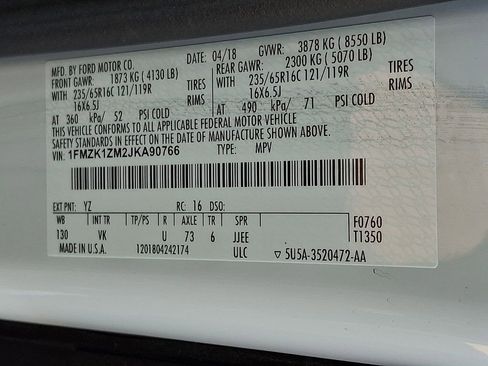 MFD. BY FORD MOTOR CO.
DATE: 04/18 GVWR: 3878 KG ( 8550 LB)
FRONT GAWR: 1873 KG ( 4130 LB) REAR GAWR: 2300 KG ( 5070 LB)
WITH 235/65R16C 121/119R TIRES WITH 235/65R16C 121/119R TIRES
16X6.5J RIMS 16X6.5J RIMS
AT 360 kPa/ 52 PSI COLD AT 490 kPa/ 71 PSI COLD
THIS VEHICLE CONFORMS TO ALL APPLICABLE FEDERAL MOTOR VEHICLE
SAFETY STANDARDS IN EFFECT ON THE DATE OF MANUFACTURE SHOWN ABOVE.
VIN: 1FMZK1ZM2JKA90766 TYPE: MPV
EXT PNT: YZ RC: 16 DSO:
WB INT TR TP/PS R AXLE TR SPR F0760
130 VK U 73 6 JJEE T1350
MADE IN U.S.A. 1201804242174 ULC ▽ 5U5A-3520472-AA